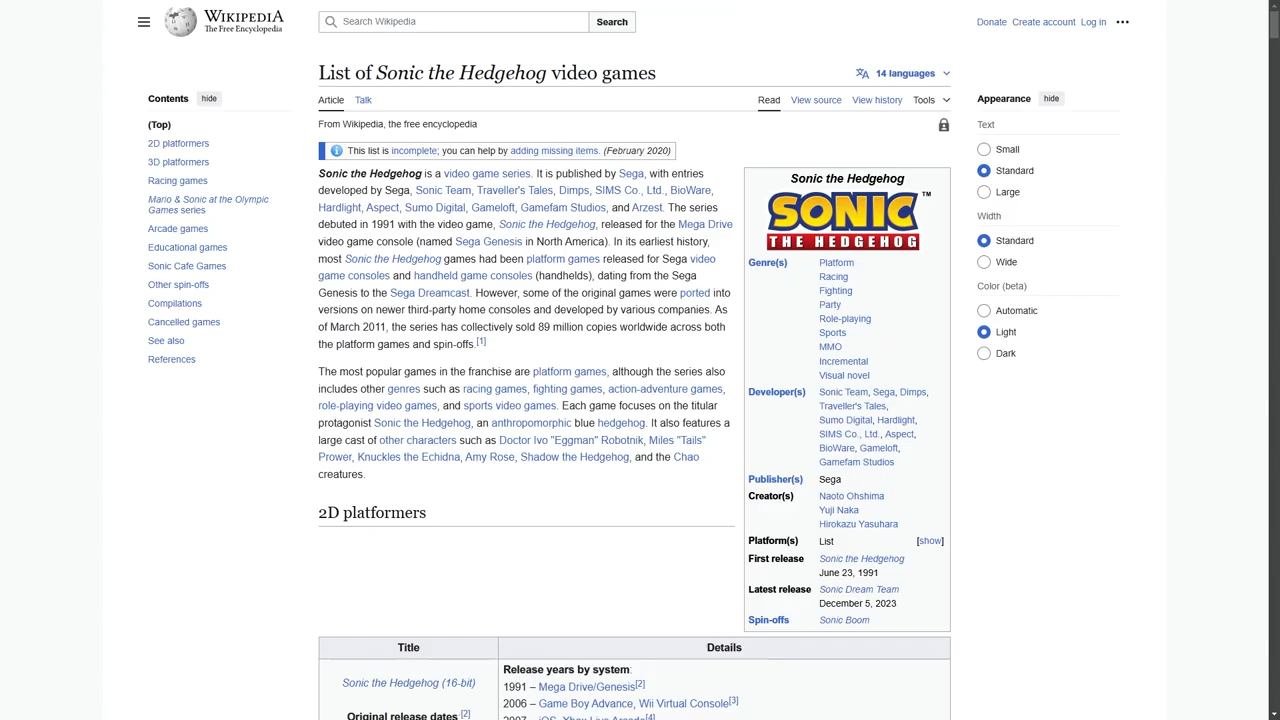 WIKIPEDIA
The Free Encyclopedia
Search Wikipedia
Search
Donate Create account Log in
List of Sonic the Hedgehog video games
14 languages
Article Talk
Read View source View history Tools
From Wikipedia, the free encyclopedia
Contents hide
(Top)
2D platformers
3D platformers
Racing games
Mario & Sonic at the Olympic
Games series
Arcade games
Educational games
Sonic Cafe Games
Other spin-offs
Compilations
Cancelled games
See also
References
This list is incomplete; you can help by adding missing items. (February 2020)
Sonic the Hedgehog is a video game series. It is published by Sega, with entries
developed by Sega, Sonic Team, Traveller's Tales, Dimps, SIMS Co., Ltd., BioWare,
Hardlight, Aspect, Sumo Digital, Gameloft, Gamefam Studios, and Arzest. The series
debuted in 1991 with the video game, Sonic the Hedgehog, released for the Mega Drive
video game console (named Sega Genesis in North America). In its earliest history,
most Sonic the Hedgehog games had been platform games released for Sega video
game consoles and handheld game consoles (handhelds), dating from the Sega
Genesis to the Sega Dreamcast. However, some of the original games were ported into
versions on newer third-party home consoles and developed by various companies. As
of March 2011, the series has collectively sold 89 million copies worldwide across both
the platform games and spin-offs.[1]
The most popular games in the franchise are platform games, although the series also
includes other genres such as racing games, fighting games, action-adventure games,
role-playing video games, and sports video games. Each game focuses on the titular
protagonist Sonic the Hedgehog, an anthropomorphic blue hedgehog. It also features a
large cast of other characters such as Doctor Ivo "Eggman" Robotnik, Miles "Tails"
Prower, Knuckles the Echidna, Amy Rose, Shadow the Hedgehog, and the Chao
creatures.
2D platformers
Sonic the Hedgehog
SONIC ™
THE HEDGEHOG
Genre(s) Platform
Racing
Fighting
Party
Role-playing
Sports
MMO
Incremental
Visual novel
Developer(s) Sonic Team, Sega, Dimps,
Traveller's Tales,
Sumo Digital, Hardlight,
SIMS Co., Ltd., Aspect,
BioWare, Gameloft,
Gamefam Studios
Publisher(s) Sega
Creator(s) Naoto Ohshima
Yuji Naka
Hirokazu Yasuhara
Platform(s) List [show]
First release Sonic the Hedgehog
June 23, 1991
Latest release Sonic Dream Team
December 5, 2023
Spin-offs Sonic Boom
Title Details
Sonic the Hedgehog (16-bit)
Original release dates [2]
Release years by system:
1991 – Mega Drive/Genesis[2]
2006 – Game Boy Advance, Wii Virtual Console[3]
2007 – iOS, Xbox Live Arcade[4]
Appearance hide
Text
Small
Standard
Large
Width
Standard
Wide
Color (beta)
Automatic
Light
Dark